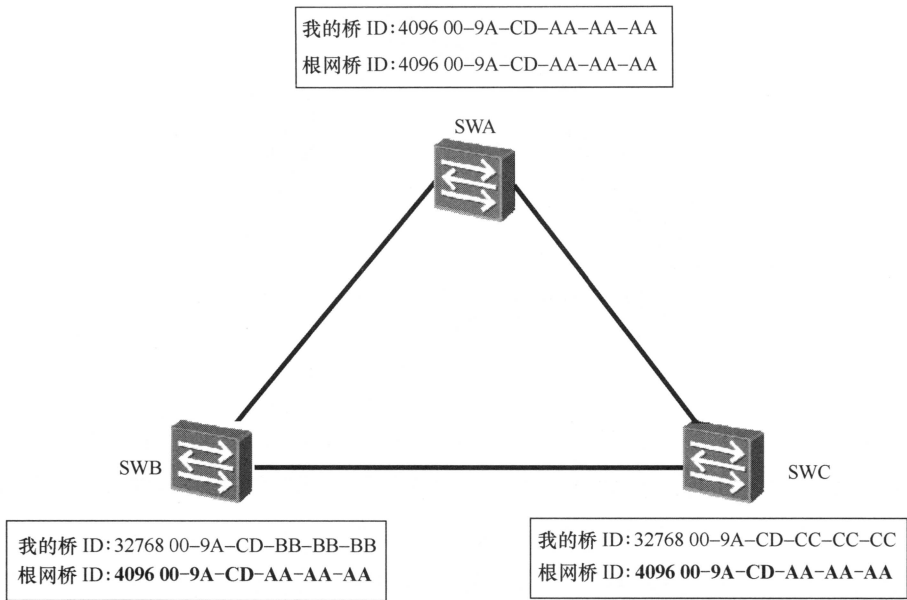 我的桥 ID:4096 00–9A–CD–AA–AA–AA
根网桥 ID:4096 00–9A–CD–AA–AA–AA
SWA
SWB
SWC
我的桥 ID:32768 00–9A–CD–BB–BB–BB
根网桥 ID:4096 00–9A–CD–AA–AA–AA
我的桥 ID:32768 00–9A–CD–CC–CC–CC
根网桥 ID:4096 00–9A–CD–AA–AA–AA